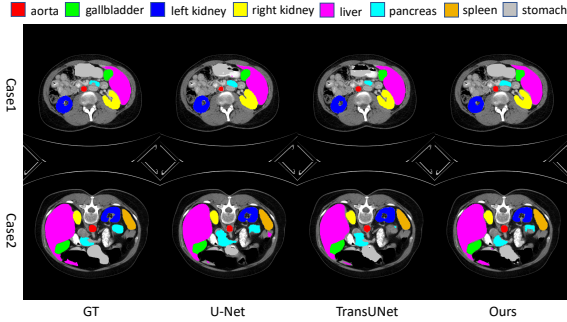 aorta gallbladder left kidney right kidney liver pancreas spleen stomach
Case1
Case2
GT U-Net TransUNet Ours